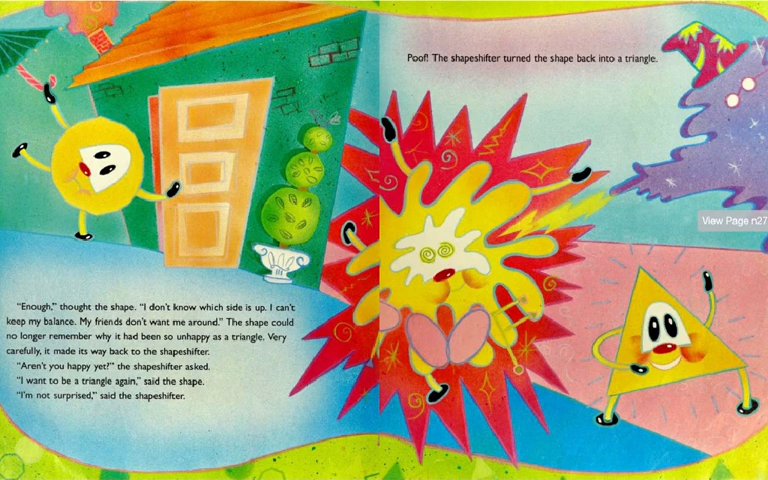 "Enough," thought the shape. "I don't know which side is up. I can't
keep my balance. My friends don't want me around." The shape could
no longer remember why it had been so unhappy as a triangle. Very
carefully, it made its way back to the shapeshifter.
"Aren't you happy yet?" the shapeshifter asked.
"I want to be a triangle again," said the shape.
"I'm not surprised," said the shapeshifter.
Poof! The shapeshifter turned the shape back into a triangle.
View Page n27